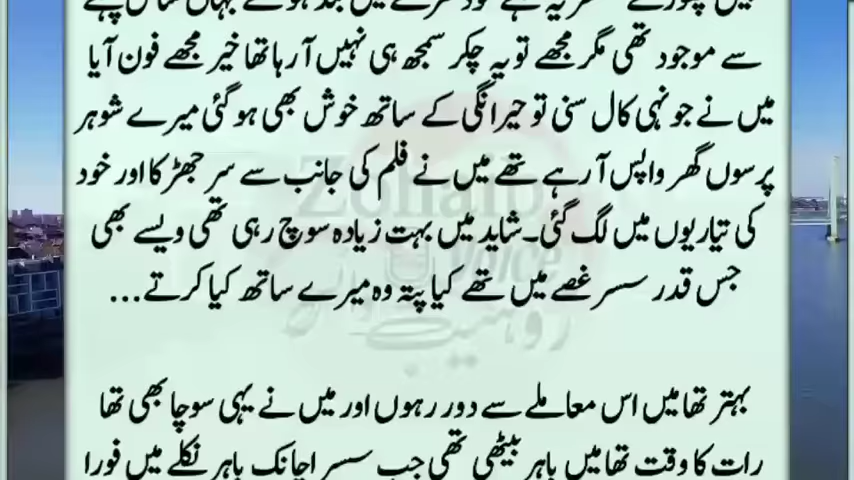 سے موجود تھی مگر مجھے تو یہ چکر سمجھ ہی نہیں آ رہا تھا خیر مجھے فون آیا
میں نے جونہی کال سنی تو حیرانگی کے ساتھ خوش بھی ہو گئی میرے شوہر
پرسوں گھر واپس آ رہے تھے میں نے فلم کی جانب سے سر جھڑکا اور خود
کی تیاریوں میں لگ گئی۔ شاید میں بہت زیادہ سوچ رہی تھی ویسے بھی
جس قدر سسر غصے میں تھے کیا پتہ وہ میرے ساتھ کیا کرتے...
Zohaib
Voice
بہتر تھا میں اس معاملے سے دور رہوں اور میں نے یہی سوچا بھی تھا
رات کا وقت تھا میں باہر بیٹھی تھی جب سسر اچانک باہر نکلے میں فورا